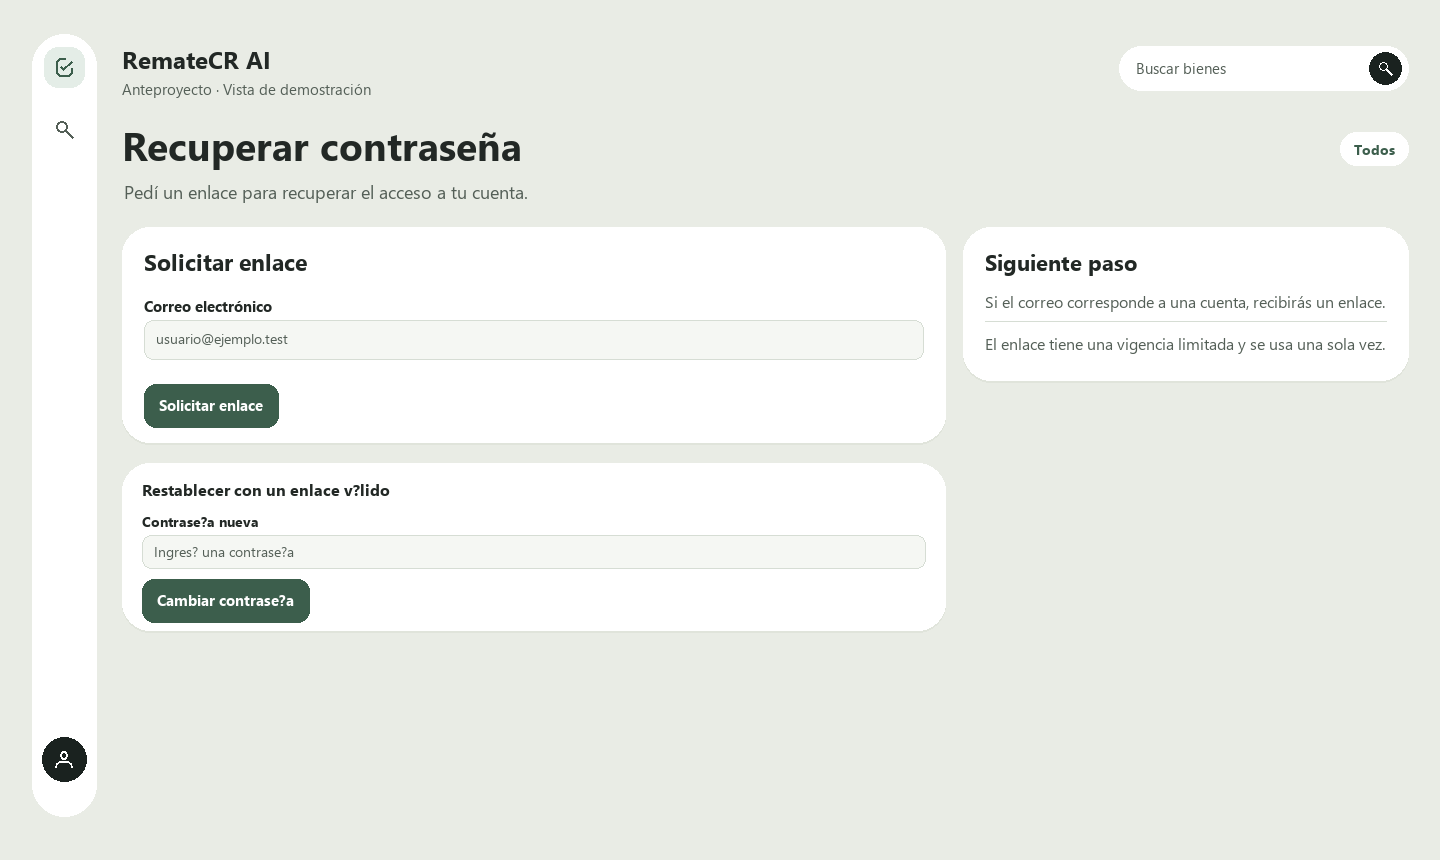 RemateCR AI
Anteproyecto · Vista de demostración
Buscar bienes
Recuperar contraseña
Todos
Pedí un enlace para recuperar el acceso a tu cuenta.
Solicitar enlace
Correo electrónico
usuario@ejemplo.test
Solicitar enlace
Siguiente paso
Si el correo corresponde a una cuenta, recibirás un enlace.
El enlace tiene una vigencia limitada y se usa una sola vez.
Restablecer con un enlace v?lido
Contrase?a nueva
Ingres? una contrase?a
Cambiar contrase?a